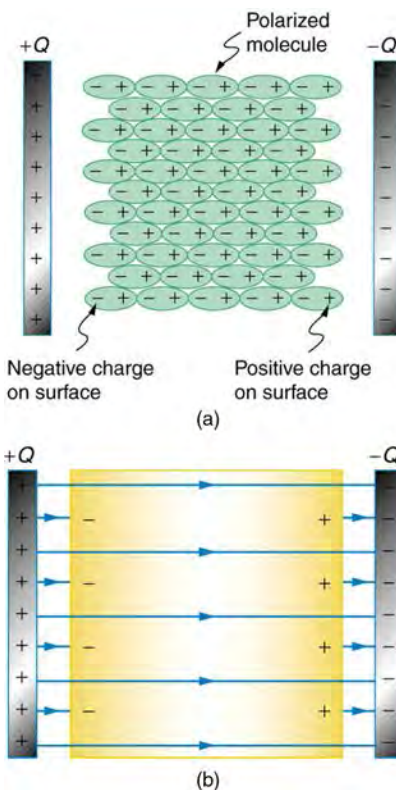 Polarized
molecule
+Q
−Q
Negative charge
on surface
Positive charge
on surface
(a)
+Q
−Q
(b)